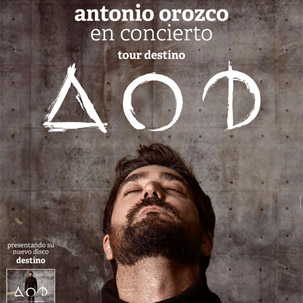 antonio orozco
en concierto
tour destino
presentando su
nuevo disco
destino